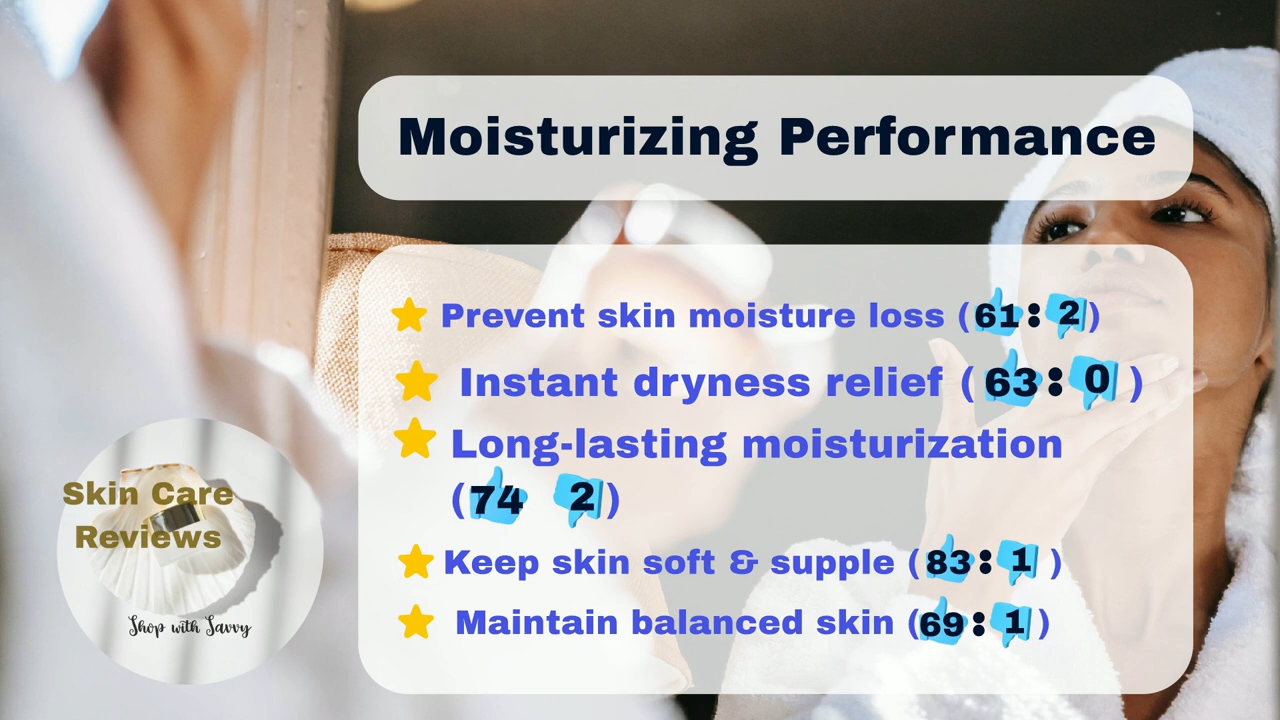 Moisturizing Performance
Prevent skin moisture loss (61:2)
Instant dryness relief (63:0)
Long-lasting moisturization
(74 2)
Keep skin soft & supple (83:1)
Maintain balanced skin (69:1)
Skin Care
Reviews
Shop with Savvy